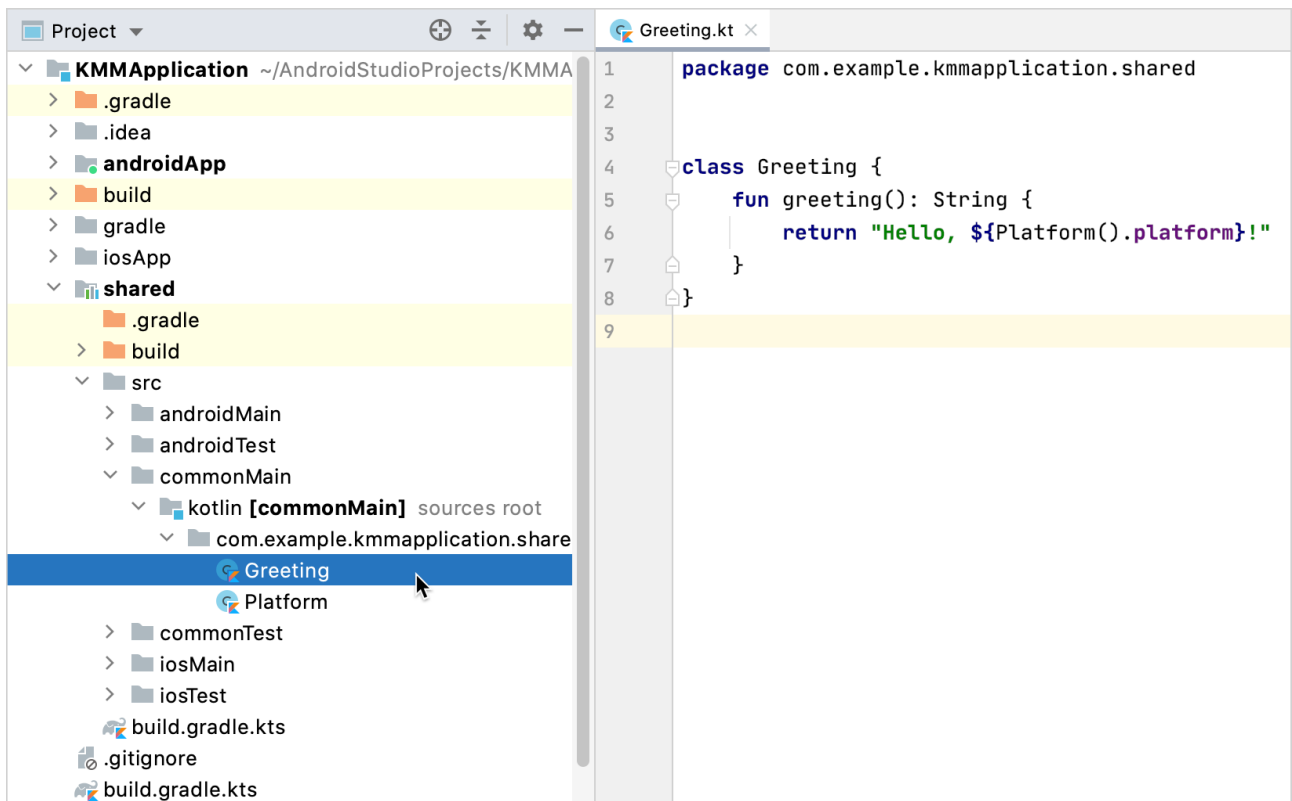 Project
KMMApplication ~/AndroidStudioProjects/KMMA
.gradle
.idea
androidApp
build
gradle
iosApp
shared
.gradle
build
src
androidMain
androidTest
commonMain
kotlin [commonMain] sources root
com.example.kmmapplication.share
Greeting
Platform
commonTest
iosMain
iosTest
build.gradle.kts
.gitignore
build.gradle.kts
Greeting.kt
1 package com.example.kmmapplication.shared
2
3
4 class Greeting {
5 fun greeting(): String {
6 return "Hello, ${Platform().platform}!"
7 }
8 }
9